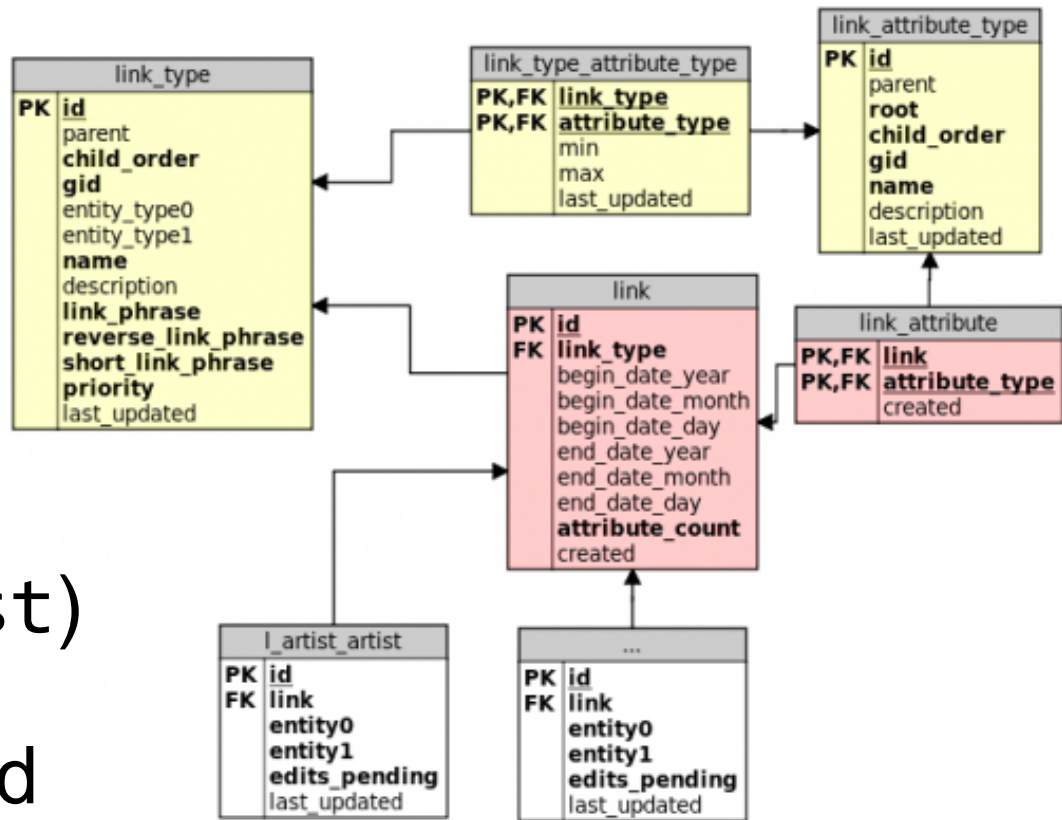 link_type
PK id
parent
child_order
gid
entity_type0
entity_type1
name
description
link_phrase
reverse_link_phrase
short_link_phrase
priority
last_updated
link_type_attribute_type
PK,FK link_type
PK,FK attribute_type
min
max
last_updated
link_attribute_type
PK id
parent
root
child_order
gid
name
description
last_updated
link
PK id
FK link_type
begin_date_year
begin_date_month
begin_date_day
end_date_year
end_date_month
end_date_day
attribute_count
created
link_attribute
PK,FK link
PK,FK attribute_type
created
st)
d
l_artist_artist
PK id
FK link
entity0
entity1
edits_pending
last_updated
...
PK id
FK link
entity0
entity1
edits_pending
last_updated